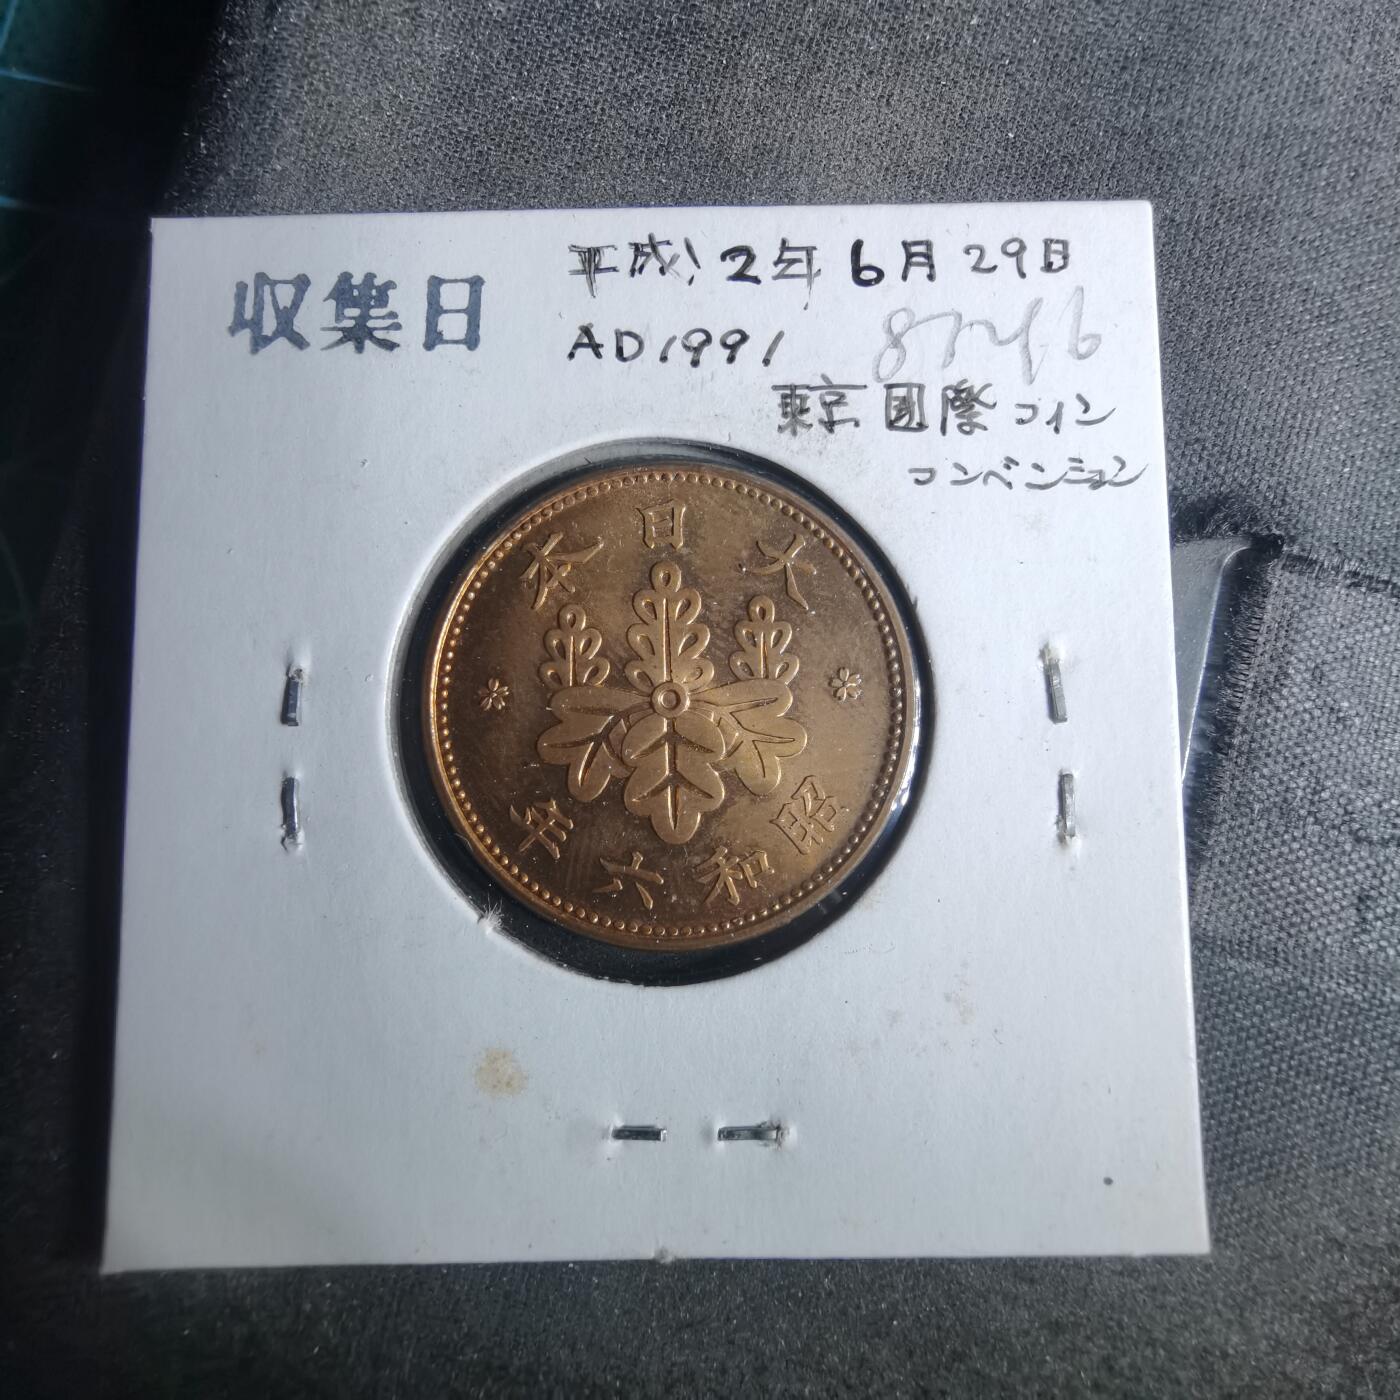 収集日
平成2年6月29日
AD1991
東京国際コイン
コンベンション
大日本
昭和六年